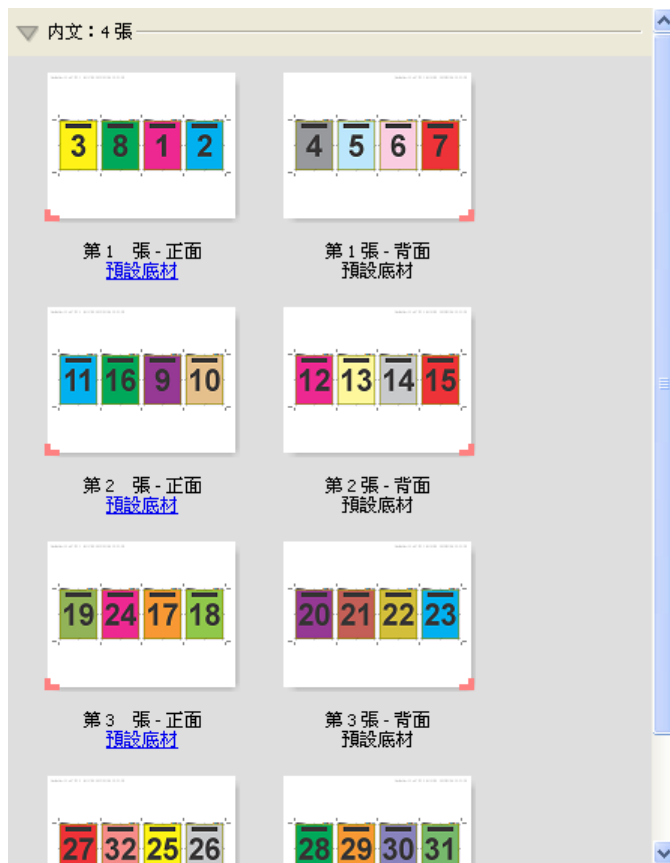 內文：4 張
3 8 1 2
4 5 6 7
第 1 張 - 正面
預設底材
第 1 張 - 背面
預設底材
11 16 9 10
12 13 14 15
第 2 張 - 正面
預設底材
第 2 張 - 背面
預設底材
19 24 17 18
20 21 22 23
第 3 張 - 正面
預設底材
第 3 張 - 背面
預設底材
27 32 25 26
28 29 30 31